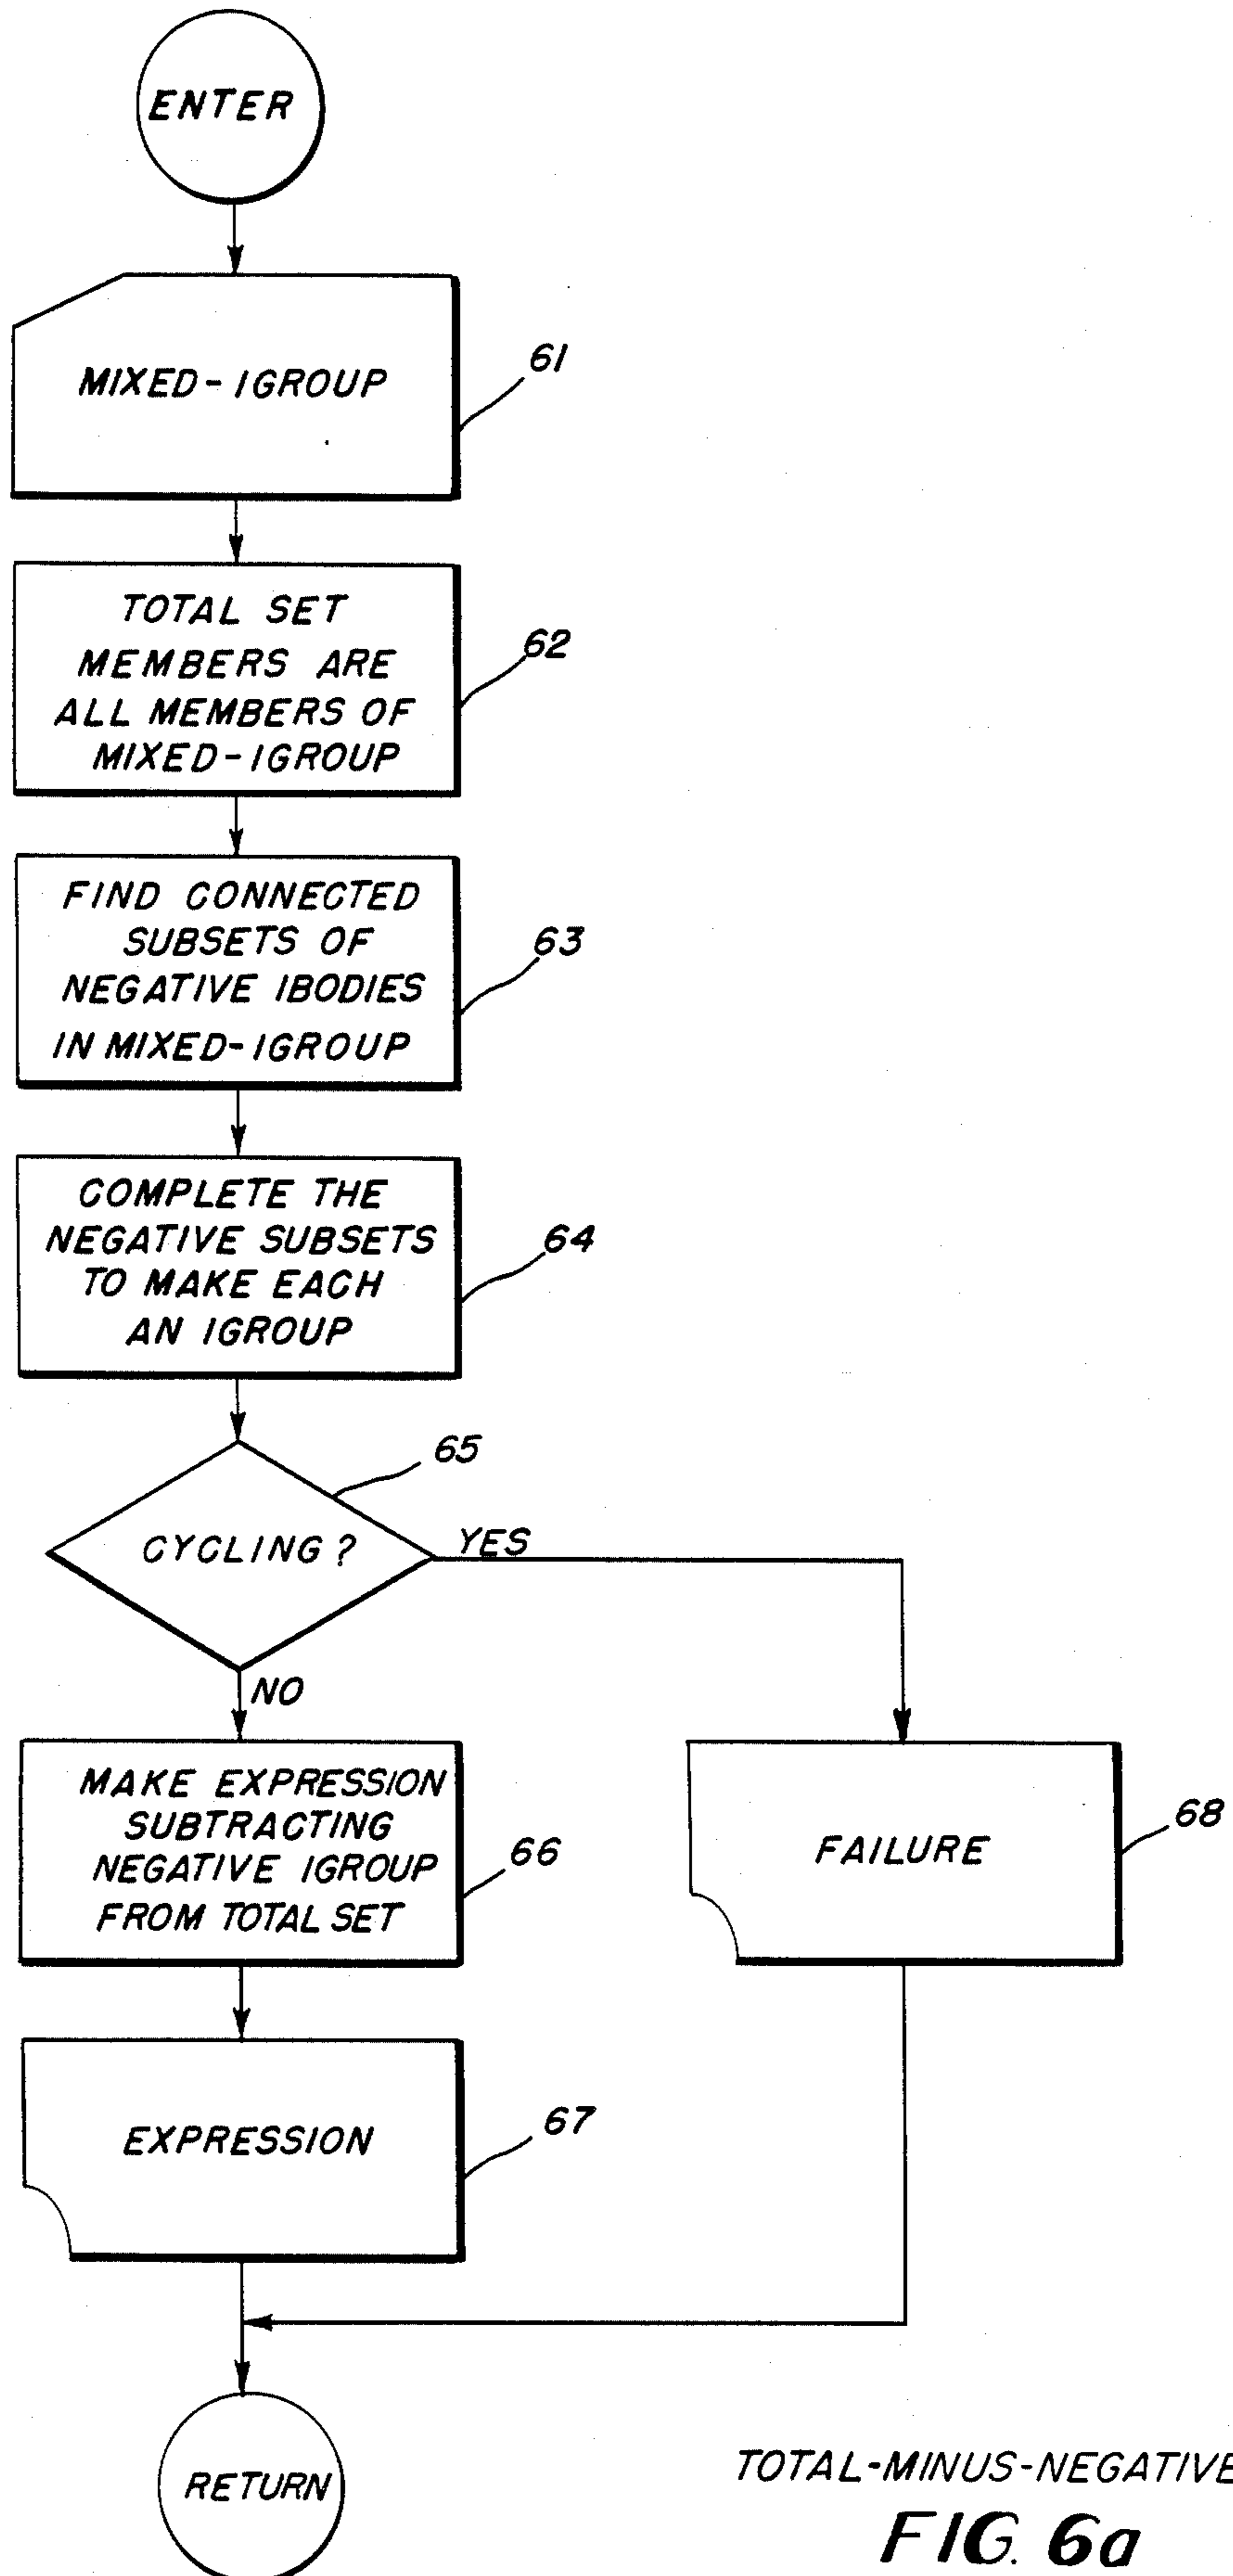 ENTER
MIXED-IGROUP
61
TOTAL SET
MEMBERS ARE
ALL MEMBERS OF
MIXED-IGROUP
62
FIND CONNECTED
SUBSETS OF
NEGATIVE IBODIES
IN MIXED-IGROUP
63
COMPLETE THE
NEGATIVE SUBSETS
TO MAKE EACH
AN IGROUP
64
65
CYCLING?
YES
NO
MAKE EXPRESSION
SUBTRACTING
NEGATIVE IGROUP
FROM TOTAL SET
66
FAILURE
68
EXPRESSION
67
RETURN
TOTAL-MINUS-NEGATIVE
FIG. 6a